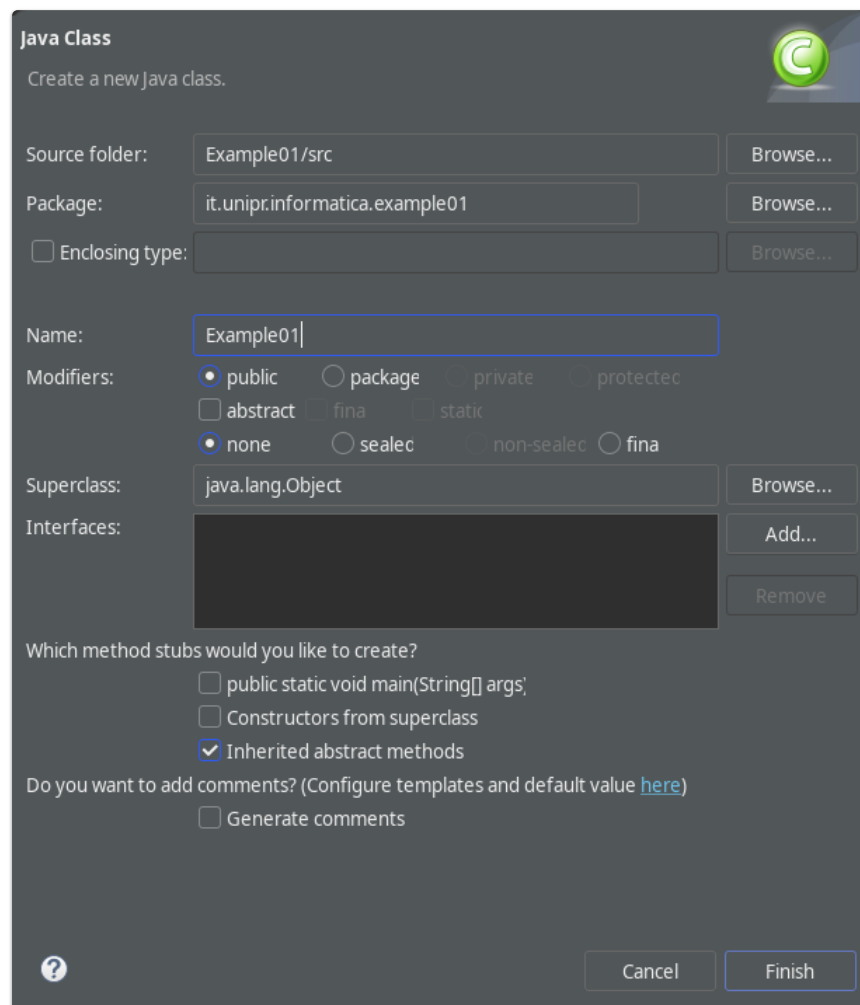 Java Class
Create a new Java class.
Source folder: Example01/src Browse...
Package: it.unipr.informatica.example01 Browse...
Enclosing type: Browse...
Name: Example01
Modifiers: public package private protected
abstract fina static
none sealed non-sealed fina
Superclass: java.lang.Object Browse...
Interfaces: Add...
Remove
Which method stubs would you like to create?
public static void main(String[] args)
Constructors from superclass
Inherited abstract methods
Do you want to add comments? (Configure templates and default value here)
Generate comments
? Cancel Finish